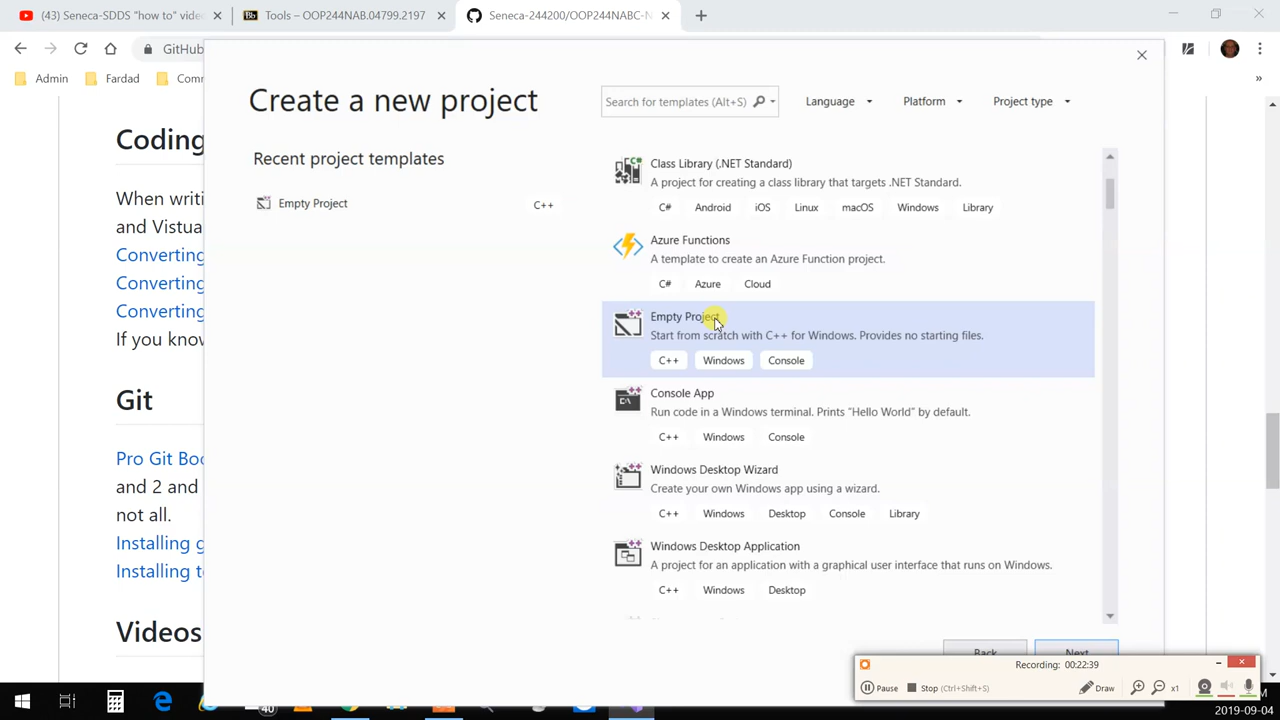 (43) Seneca-SDDS "how to" vide
Tools – OOP244NAB.04799.2197
Seneca-244200/OOP244NABC-N
GitHub
Admin
Fardad
Comm
»
Create a new project
Search for templates (Alt+S)
Language
Platform
Project type
Recent project templates
Empty Project
C++
Class Library (.NET Standard)
A project for creating a class library that targets .NET Standard.
C# Android iOS Linux macOS Windows Library
Azure Functions
A template to create an Azure Function project.
C# Azure Cloud
Empty Project
Start from scratch with C++ for Windows. Provides no starting files.
C++ Windows Console
Console App
Run code in a Windows terminal. Prints "Hello World" by default.
C++ Windows Console
Windows Desktop Wizard
Create your own Windows app using a wizard.
C++ Windows Desktop Console Library
Windows Desktop Application
A project for an application with a graphical user interface that runs on Windows.
C++ Windows Desktop
Back
Next
Coding
When writi
and Vistua
Converting
Converting
Converting
If you know
Git
Pro Git Boo
and 2 and
not all.
Installing g
Installing to
Videos
Recording: 00:22:39
Pause
Stop (Ctrl+Shift+S)
Draw
x1
40
M
2019-09-04